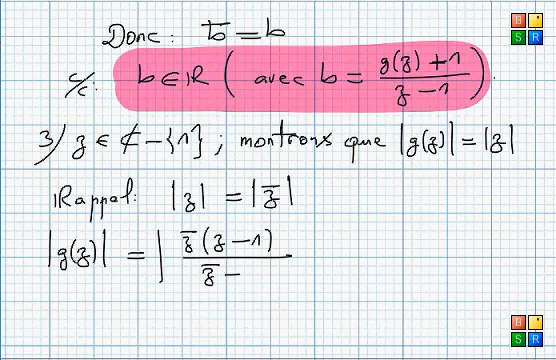 Donc : b̅ = b
c/c: b ∈ ℝ ( avec b = (g(z) + 1)/(z − 1) ).
3/ z ∈ ℂ − {1} ; montrons que |g(z)| = |z|
Rappel: |z| = |z̅|
|g(z)| = | z̅(z − 1)/(z̅ −
B
S R
B
S R